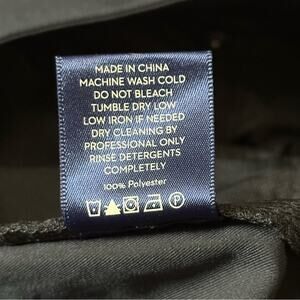 MADE IN CHINA
MACHINE WASH COLD
DO NOT BLEACH
TUMBLE DRY LOW
LOW IRON IF NEEDED
DRY CLEANING BY
PROFESSIONAL ONLY
RINSE DETERGENTS
COMPLETELY
100% Polyester